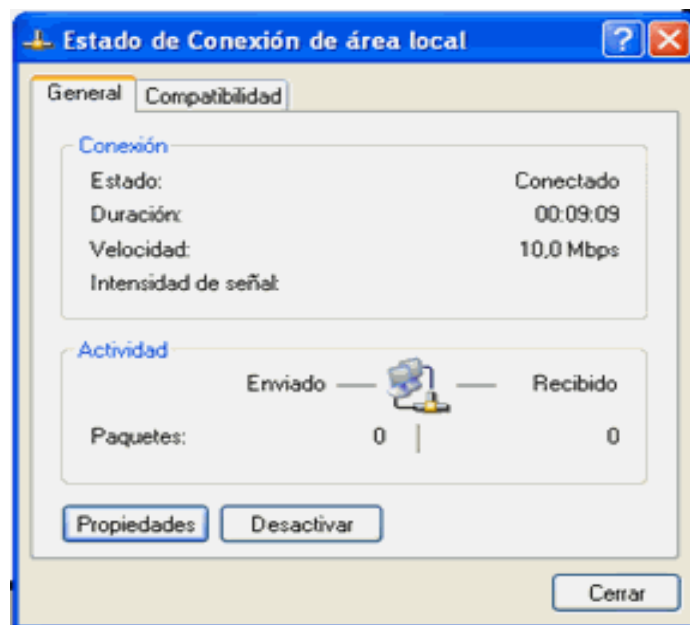 Estado de Conexión de área local
General Compatibilidad
Conexión
Estado: Conectado
Duración: 00:09:09
Velocidad: 10,0 Mbps
Intensidad de señal:
Actividad
Enviado Recibido
Paquetes: 0 0
Propiedades Desactivar
Cerrar